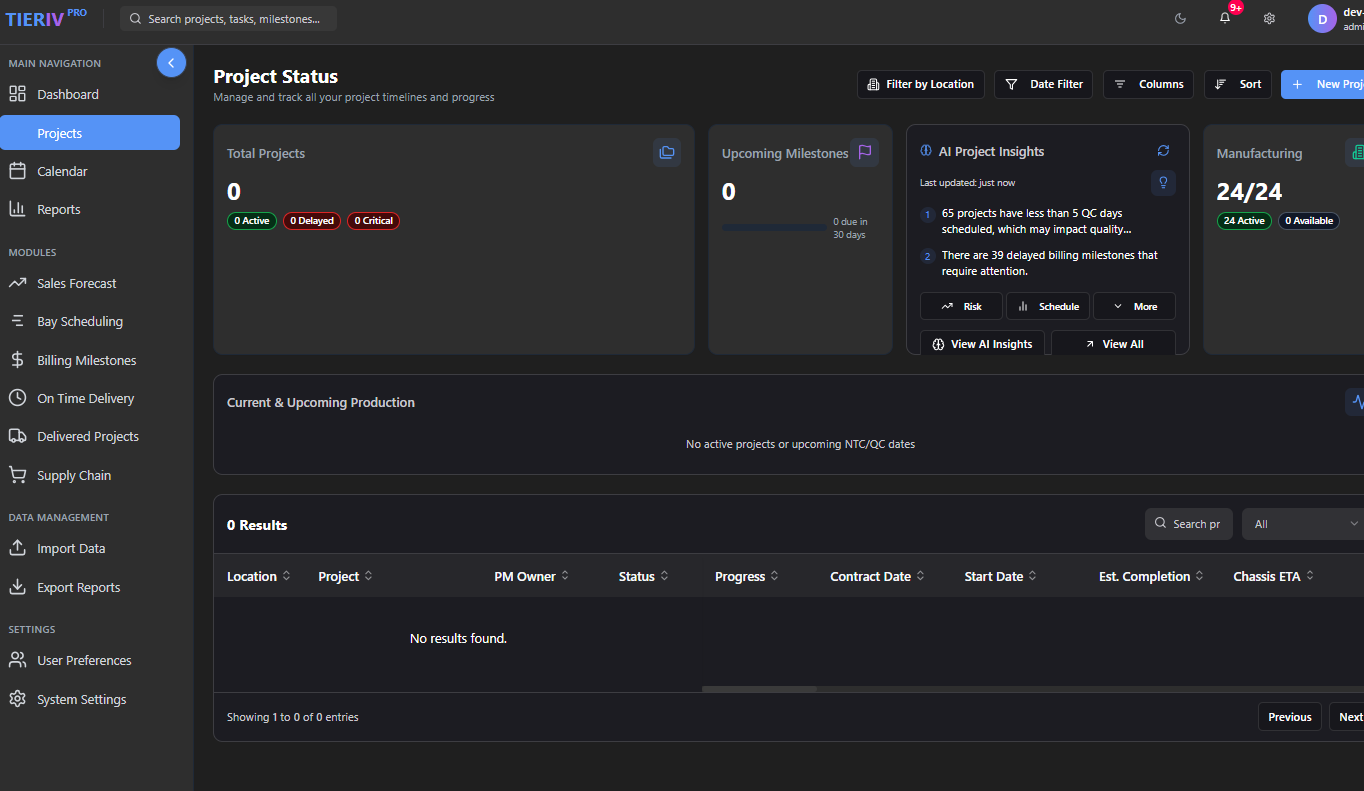 TIERIV PRO
Search projects, tasks, milestones...
9+
D
dev-
admi
MAIN NAVIGATION
Dashboard
Projects
Calendar
Reports
MODULES
Sales Forecast
Bay Scheduling
Billing Milestones
On Time Delivery
Delivered Projects
Supply Chain
DATA MANAGEMENT
Import Data
Export Reports
SETTINGS
User Preferences
System Settings
Project Status
Manage and track all your project timelines and progress
Filter by Location
Date Filter
Columns
Sort
+ New Proj
Total Projects
0
0 Active
0 Delayed
0 Critical
Upcoming Milestones
0
0 due in
30 days
AI Project Insights
Last updated: just now
1 65 projects have less than 5 QC days
scheduled, which may impact quality...
2 There are 39 delayed billing milestones that
require attention.
Risk
Schedule
More
View AI Insights
View All
Manufacturing
24/24
24 Active
0 Available
Current & Upcoming Production
No active projects or upcoming NTC/QC dates
0 Results
Search pr
All
Location
Project
PM Owner
Status
Progress
Contract Date
Start Date
Est. Completion
Chassis ETA
No results found.
Showing 1 to 0 of 0 entries
Previous
Next